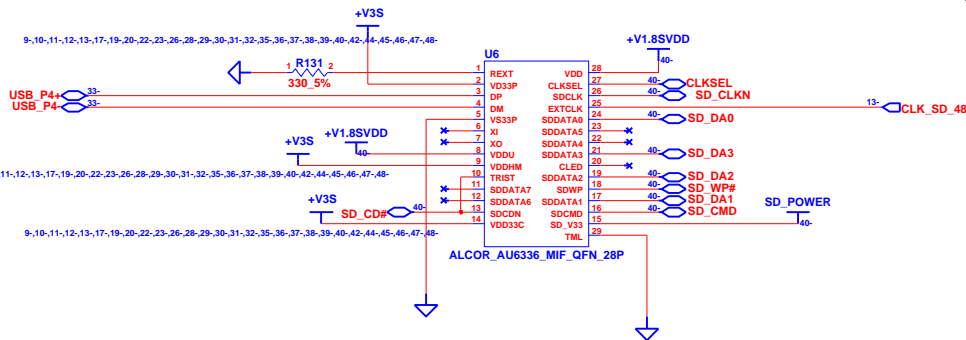 +V3S
9-,10-,11-,12-,13-,17-,19-,20-,22-,23-,26-,28-,29-,30-,31-,32-,35-,36-,37-,38-,39-,40-,42-,44-,45-,46-,47-,48-
U6
+V1.8SVDD
40-
R131
1 2
330_5%
1 REXT VDD 28
2 VD33P CLKSEL 27 40- CLKSEL
USB_P4+ 33- 3 DP SDCLK 26 40- SD_CLKN
USB_P4- 33- 4 DM EXTCLK 25 13- CLK_SD_48
5 VS33P SDDATA0 24 40- SD_DA0
6 XI SDDATA5 23
7 XO SDDATA4 22
+V1.8SVDD
40-
8 VDDU SDDATA3 21 40- SD_DA3
+V3S
9 VDDHM CLED 20
11-,12-,13-,17-,19-,20-,22-,23-,26-,28-,29-,30-,31-,32-,35-,36-,37-,38-,39-,40-,42-,44-,45-,46-,47-,48-
10 TRIST SDDATA2 19 40- SD_DA2
11 SDDATA7 SDWP 18 40- SD_WP#
12 SDDATA6 SDDATA1 17 40- SD_DA1
+V3S
SD_CD# 40- 13 SDCDN SDCMD 16 40- SD_CMD
14 VDD33C SD_V33 15
SD_POWER
40-
9-,10-,11-,12-,13-,17-,19-,20-,22-,23-,26-,28-,29-,30-,31-,32-,35-,36-,37-,38-,39-,40-,42-,44-,45-,46-,47-,48-
TML 29
ALCOR_AU6336_MIF_QFN_28P